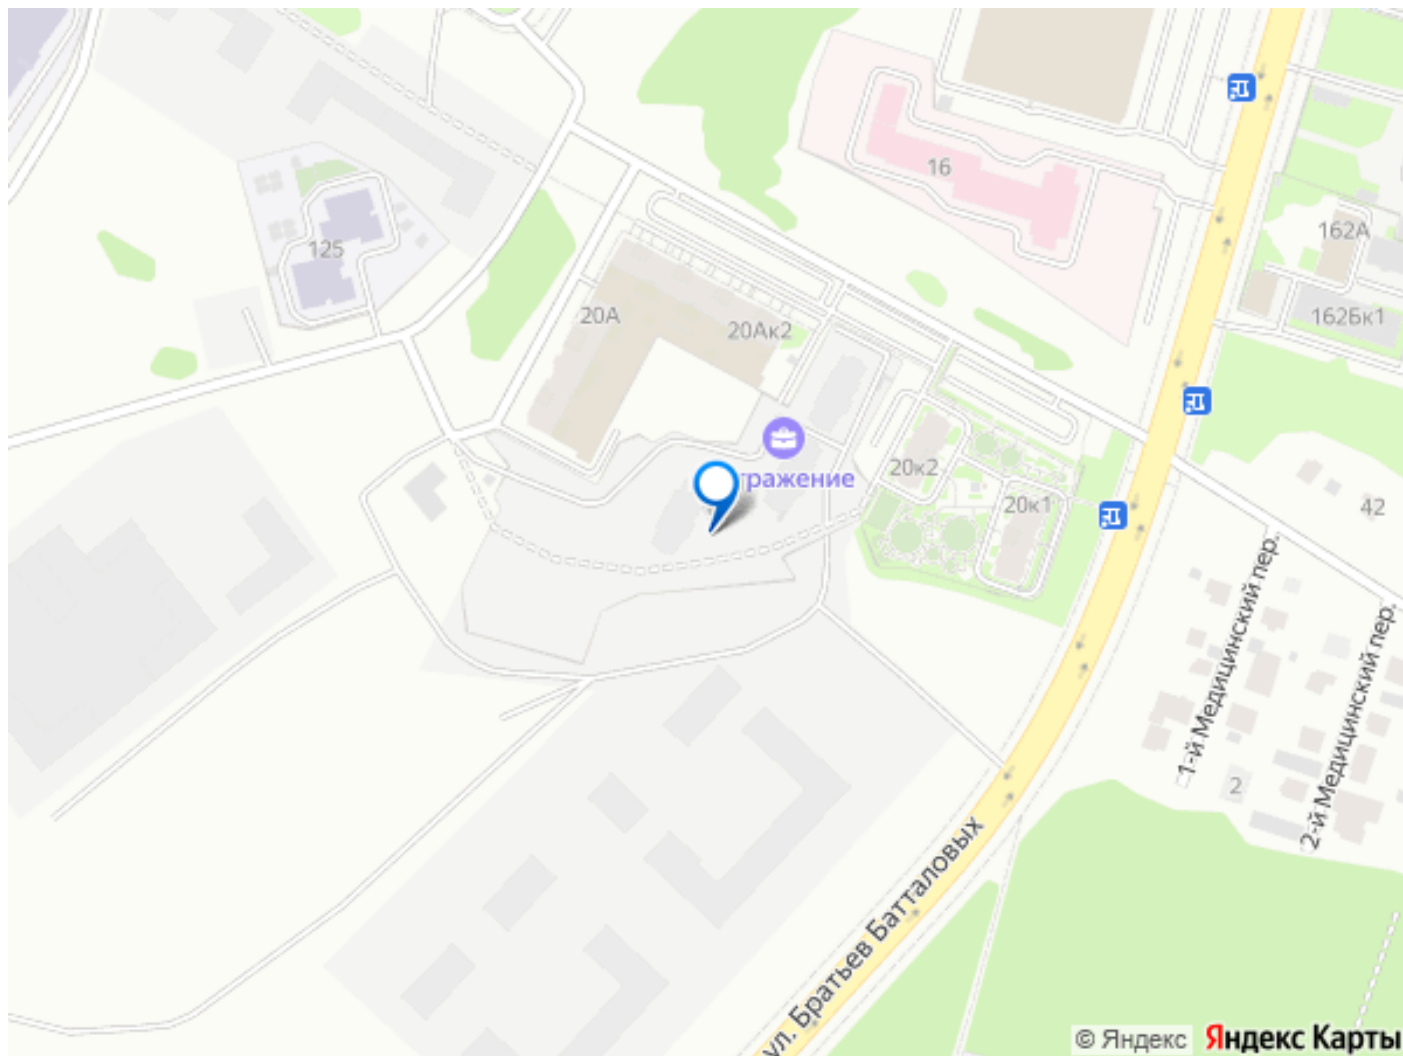 16
162А
125
162Бк1
20А
20Ак2
20к2
тражение
20к1
42
1-й Медицинский пер.
2-й Медицинский пер.
2
ул. Братьев Батталовых
© Яндекс Яндекс Карты